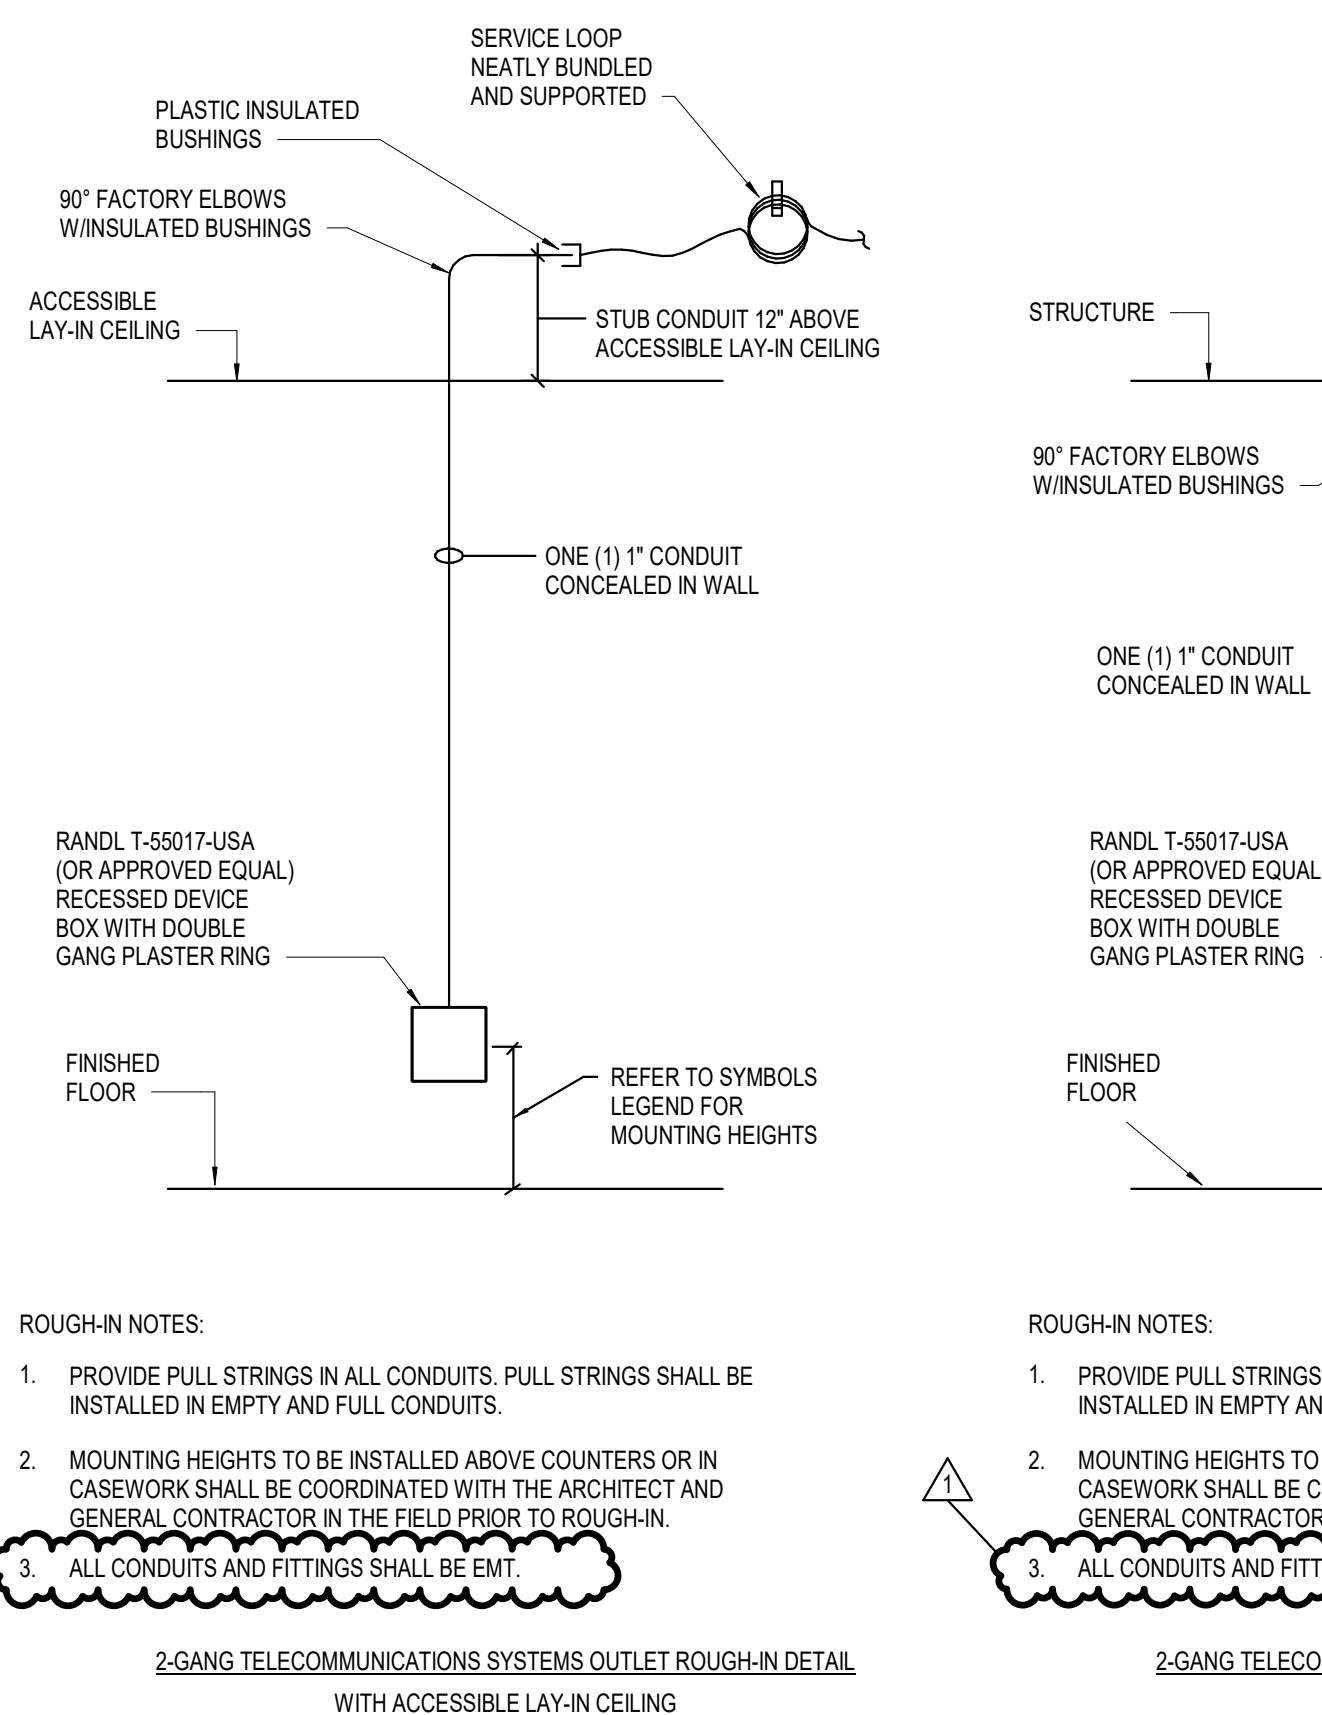 SERVICE LOOP
NEATLY BUNDLED
AND SUPPORTED
PLASTIC INSULATED
BUSHINGS
90° FACTORY ELBOWS
W/INSULATED BUSHINGS
ACCESSIBLE
LAY-IN CEILING
STUB CONDUIT 12" ABOVE
ACCESSIBLE LAY-IN CEILING
ONE (1) 1" CONDUIT
CONCEALED IN WALL
RANDL T-55017-USA
(OR APPROVED EQUAL)
RECESSED DEVICE
BOX WITH DOUBLE
GANG PLASTER RING
FINISHED
FLOOR
REFER TO SYMBOLS
LEGEND FOR
MOUNTING HEIGHTS
ROUGH-IN NOTES:
1. PROVIDE PULL STRINGS IN ALL CONDUITS. PULL STRINGS SHALL BE
INSTALLED IN EMPTY AND FULL CONDUITS.
2. MOUNTING HEIGHTS TO BE INSTALLED ABOVE COUNTERS OR IN
CASEWORK SHALL BE COORDINATED WITH THE ARCHITECT AND
GENERAL CONTRACTOR IN THE FIELD PRIOR TO ROUGH-IN.
3. ALL CONDUITS AND FITTINGS SHALL BE EMT.
2-GANG TELECOMMUNICATIONS SYSTEMS OUTLET ROUGH-IN DETAIL
WITH ACCESSIBLE LAY-IN CEILING
STRUCTURE
90° FACTORY ELBOWS
W/INSULATED BUSHINGS
ONE (1) 1" CONDUIT
CONCEALED IN WALL
RANDL T-55017-USA
(OR APPROVED EQUAL
RECESSED DEVICE
BOX WITH DOUBLE
GANG PLASTER RING
FINISHED
FLOOR
ROUGH-IN NOTES:
1. PROVIDE PULL STRINGS
INSTALLED IN EMPTY AN
2. MOUNTING HEIGHTS TO
CASEWORK SHALL BE C
GENERAL CONTRACTOR
1
3. ALL CONDUITS AND FITT
2-GANG TELECO